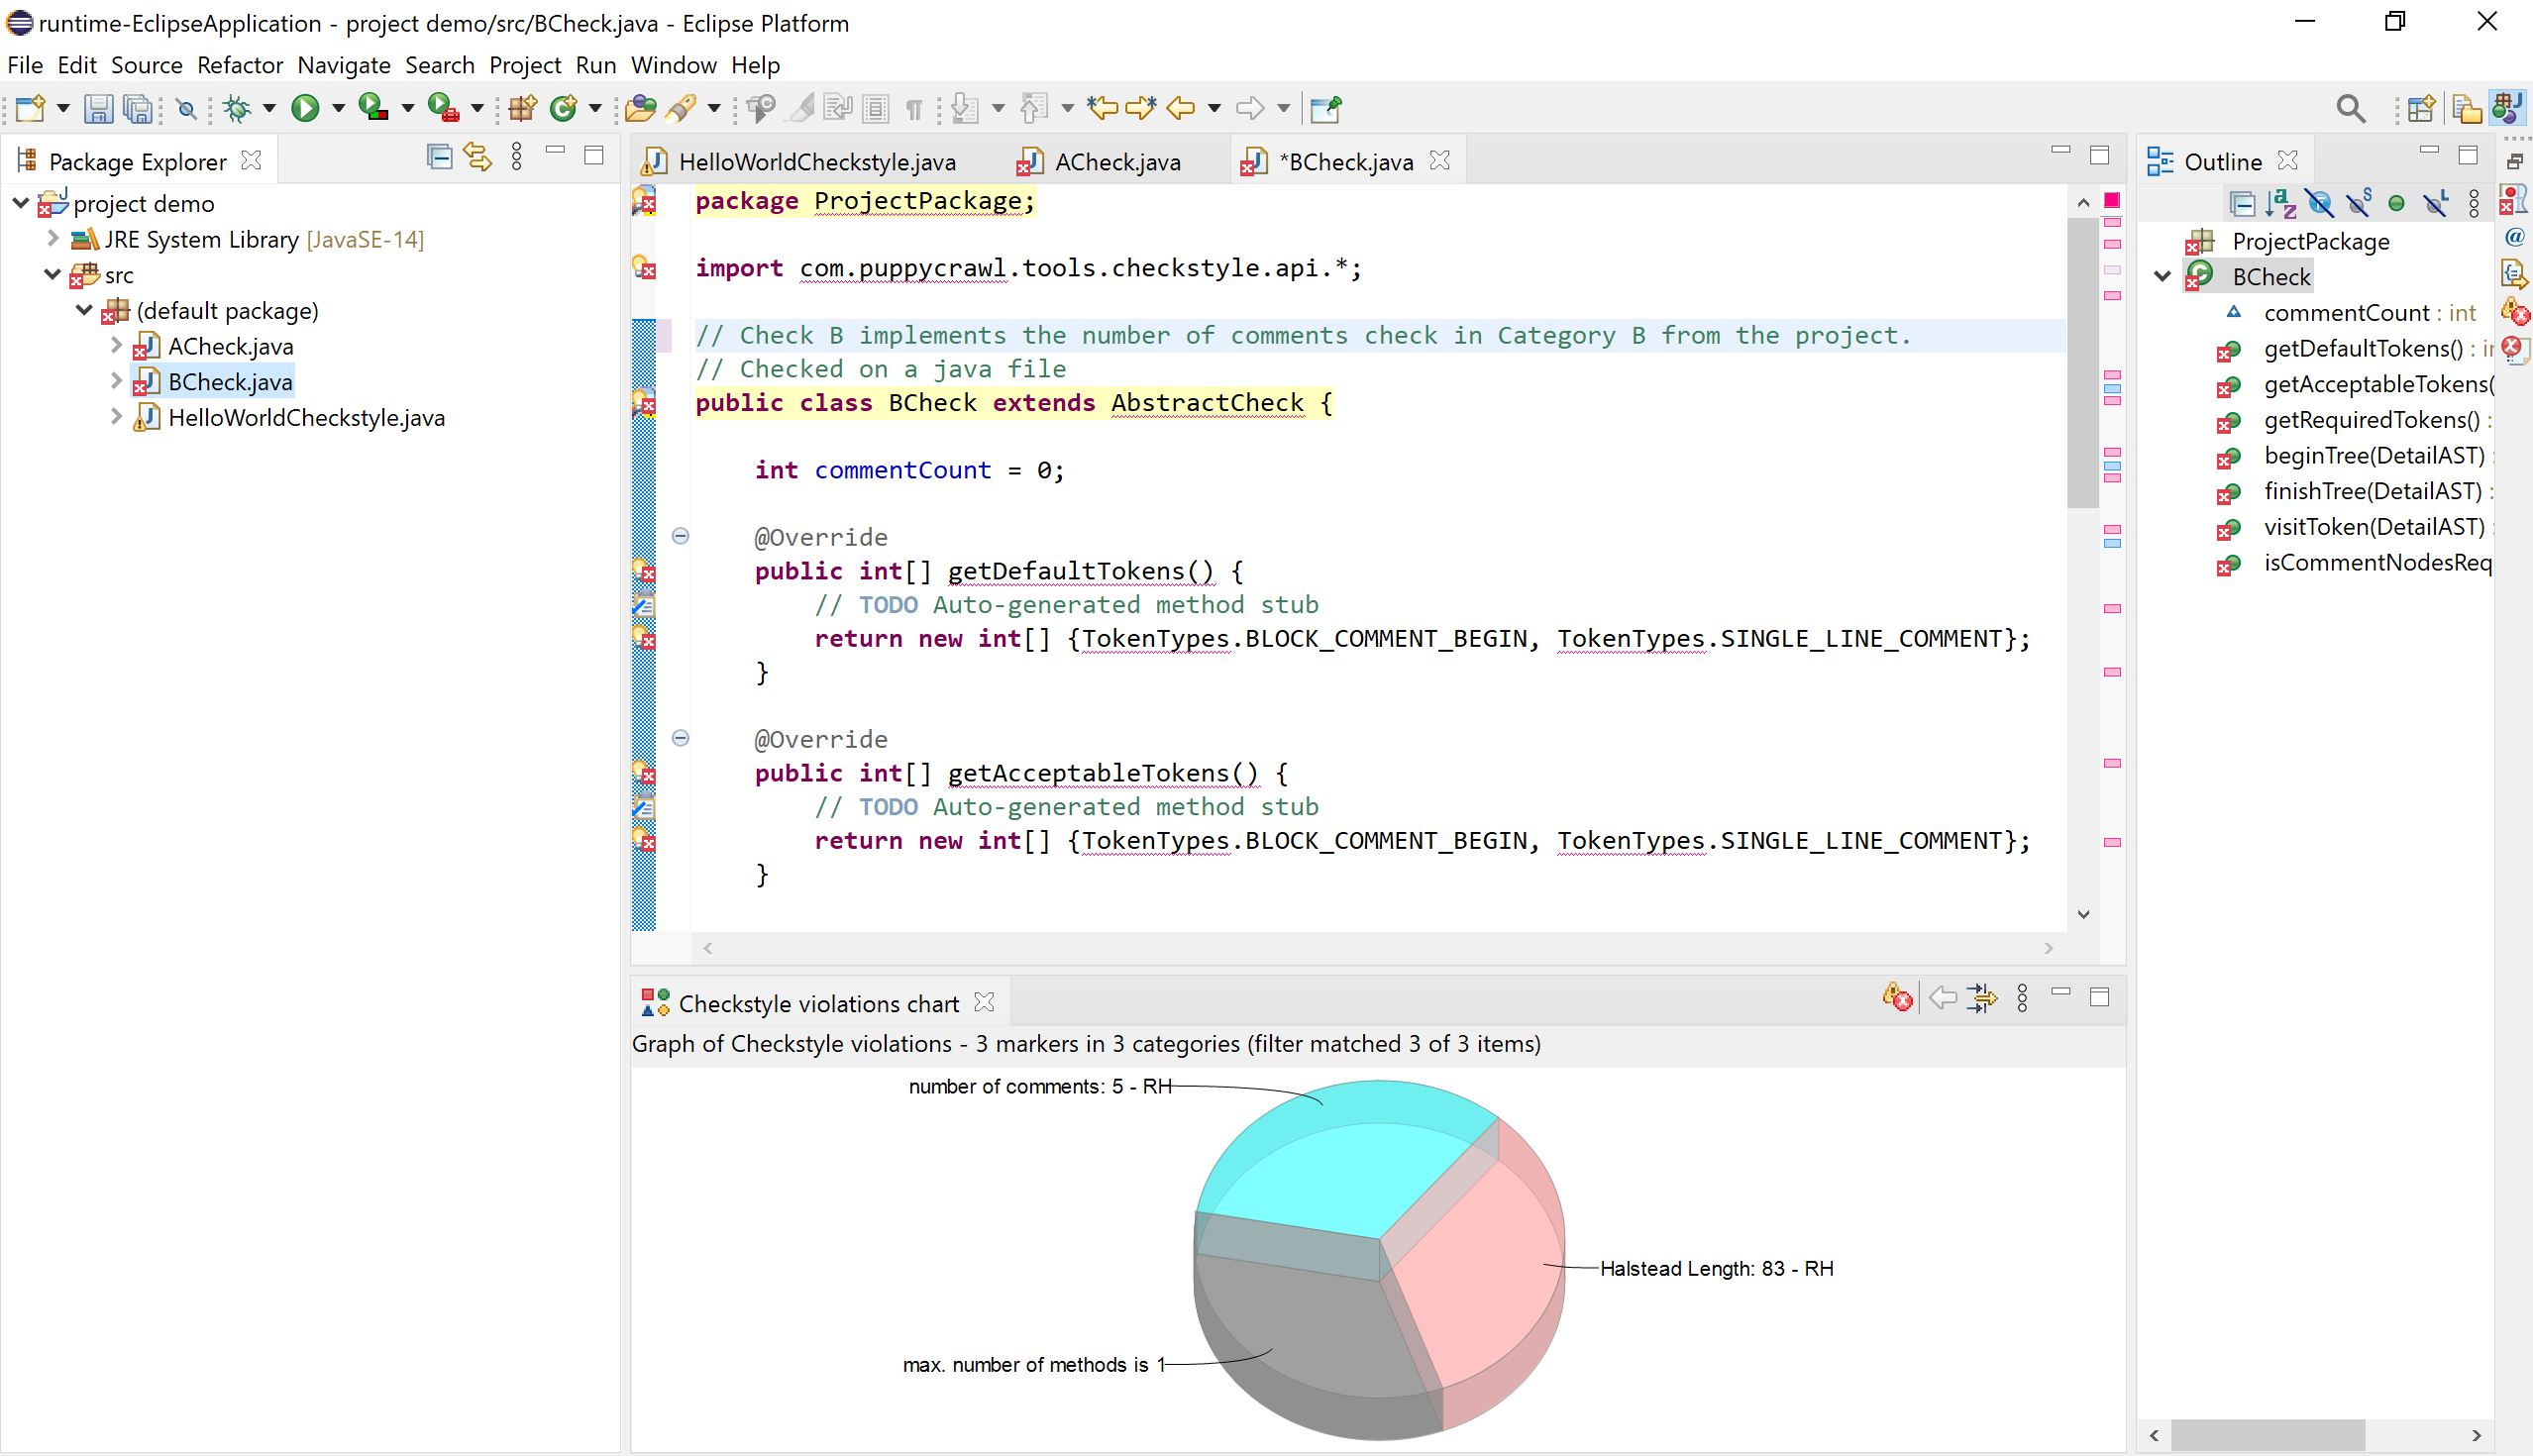 runtime-EclipseApplication - project demo/src/BCheck.java - Eclipse Platform
File Edit Source Refactor Navigate Search Project Run Window Help
Package Explorer
project demo
JRE System Library [JavaSE-14]
src
(default package)
ACheck.java
BCheck.java
HelloWorldCheckstyle.java
HelloWorldCheckstyle.java ACheck.java *BCheck.java
package ProjectPackage;
import com.puppycrawl.tools.checkstyle.api.*;
// Check B implements the number of comments check in Category B from the project.
// Checked on a java file
public class BCheck extends AbstractCheck {
int commentCount = 0;
@Override
public int[] getDefaultTokens() {
// TODO Auto-generated method stub
return new int[] {TokenTypes.BLOCK_COMMENT_BEGIN, TokenTypes.SINGLE_LINE_COMMENT};
}
@Override
public int[] getAcceptableTokens() {
// TODO Auto-generated method stub
return new int[] {TokenTypes.BLOCK_COMMENT_BEGIN, TokenTypes.SINGLE_LINE_COMMENT};
}
Checkstyle violations chart
Graph of Checkstyle violations - 3 markers in 3 categories (filter matched 3 of 3 items)
number of comments: 5 - RH
Halstead Length: 83 - RH
max. number of methods is 1
Outline
ProjectPackage
BCheck
commentCount : int
getDefaultTokens() : in
getAcceptableTokens(
getRequiredTokens() :
beginTree(DetailAST) :
finishTree(DetailAST) :
visitToken(DetailAST) :
isCommentNodesReq